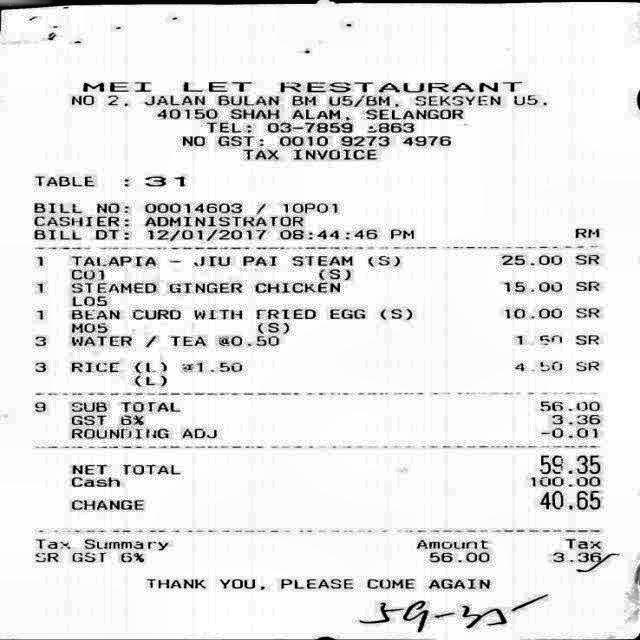 MEI LET RESTAURANT
NO 2, JALAN BULAN BM U5/BM, SEKSYEN U5,
40150 SHAH ALAM, SELANGOR
TEL: 03-7859 863
NO GST: 0010 9273 4976
TAX INVOICE
TABLE : 31
BILL NO: 00014603 / 10P01
CASHIER: ADMINISTRATOR
BILL DT: 12/01/2017 08:44:46 PM RM
1 TALAPIA - JIU PAI STEAM (S) 25.00 SR
C01 (S)
1 STEAMED GINGER CHICKEN 15.00 SR
L05
1 BEAN CURD WITH FRIED EGG (S) 10.00 SR
M05 (S)
3 WATER / TEA @0.50 1.50 SR
3 RICE (L) @1.50 4.50 SR
(L)
9 SUB TOTAL 56.00
GST 6% 3.36
ROUNDING ADJ -0.01
NET TOTAL 59.35
Cash 100.00
CHANGE 40.65
Tax Summary Amount Tax
SR GST 6% 56.00 3.36
THANK YOU, PLEASE COME AGAIN
59-35